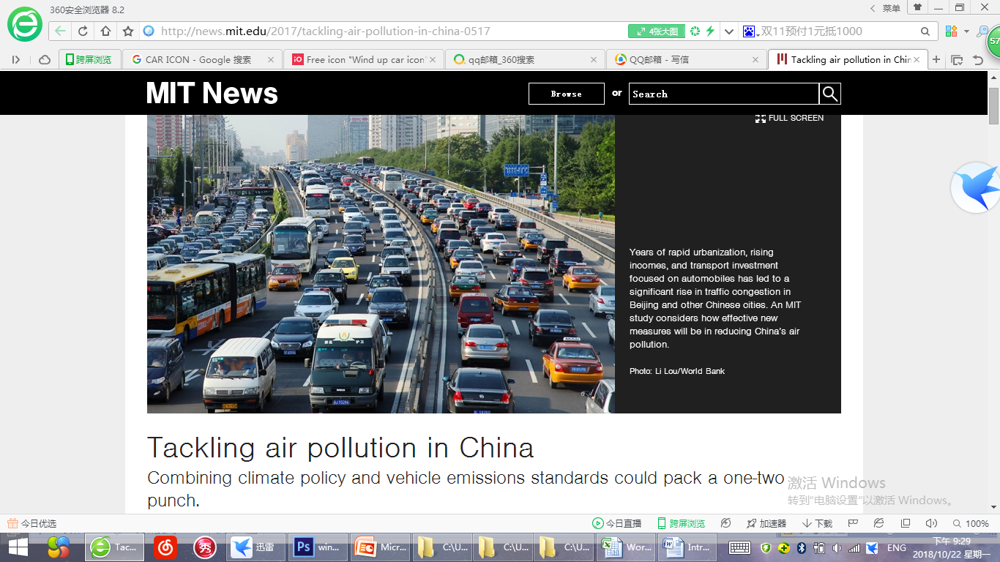 360安全浏览器 8.2
菜单
http://news.mit.edu/2017/tackling-air-pollution-in-china-0517
4张大图
双11预付1元抵1000
57
跨屏浏览
CAR ICON - Google 搜索
Free icon "Wind up car icon"
qq邮箱_360搜索
QQ邮箱 - 写信
Tackling air pollution in Chin
MIT News
Browse
or
Search
FULL SCREEN
Years of rapid urbanization, rising
incomes, and transport investment
focused on automobiles has led to a
significant rise in traffic congestion in
Beijing and other Chinese cities. An MIT
study considers how effective new
measures will be in reducing China's air
pollution.
Photo: Li Lou/World Bank
IVECO
Tackling air pollution in China
Combining climate policy and vehicle emissions standards could pack a one-two
punch.
激活 Windows
转到"电脑设置"以激活 Windows。
今日优选
今日直播
跨屏浏览
加速器
下载
100%
Tac...
秀
迅雷
Ps
win...
Micr...
C:\U...
C:\U...
C:\U...
Wor...
Intr...
ENG
下午 9:29
2018/10/22 星期一